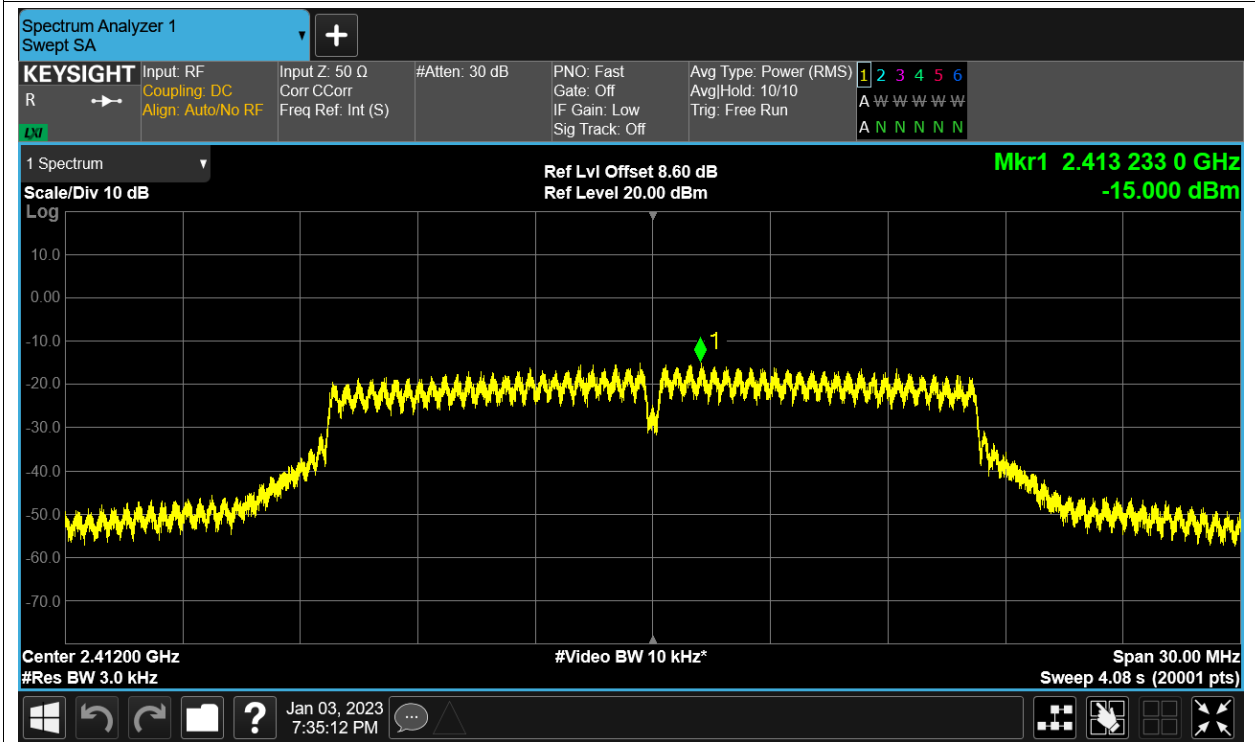 Spectrum Analyzer 1
Swept SA
+
KEYSIGHT
R
LXI
Input: RF
Coupling: DC
Align: Auto/No RF
Input Z: 50 Ω
Corr CCorr
Freq Ref: Int (S)
#Atten: 30 dB
PNO: Fast
Gate: Off
IF Gain: Low
Sig Track: Off
Avg Type: Power (RMS)
Avg|Hold: 10/10
Trig: Free Run
1 2 3 4 5 6
A W W W W W
A N N N N N
1 Spectrum
Scale/Div 10 dB
Log
Ref Lvl Offset 8.60 dB
Ref Level 20.00 dBm
Mkr1 2.413 233 0 GHz
-15.000 dBm
10.0
0.00
-10.0
1
-20.0
-30.0
-40.0
-50.0
-60.0
-70.0
Center 2.41200 GHz
#Res BW 3.0 kHz
#Video BW 10 kHz*
Span 30.00 MHz
Sweep 4.08 s (20001 pts)
?
Jan 03, 2023
7:35:12 PM